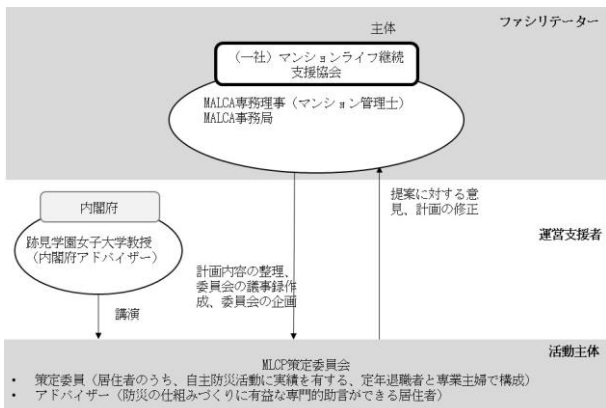 ファシリテーター
主体
（一社）マンションライフ継続
支援協会
MALCA専務理事（マンション管理士）
MALCA事務局
内閣府
跡見学園女子大学教授
（内閣府アドバイザー）
提案に対する意
見、計画の修正
運営支援者
計画内容の整理、
委員会の議事録作
成、委員会の企画
講演
活動主体
MLCP策定委員会
• 策定委員（居住者のうち、自主防災活動に実績を有する、定年退職者と専業主婦で構成）
• アドバイザー（防災の仕組みづくりに有益な専門的助言ができる居住者）